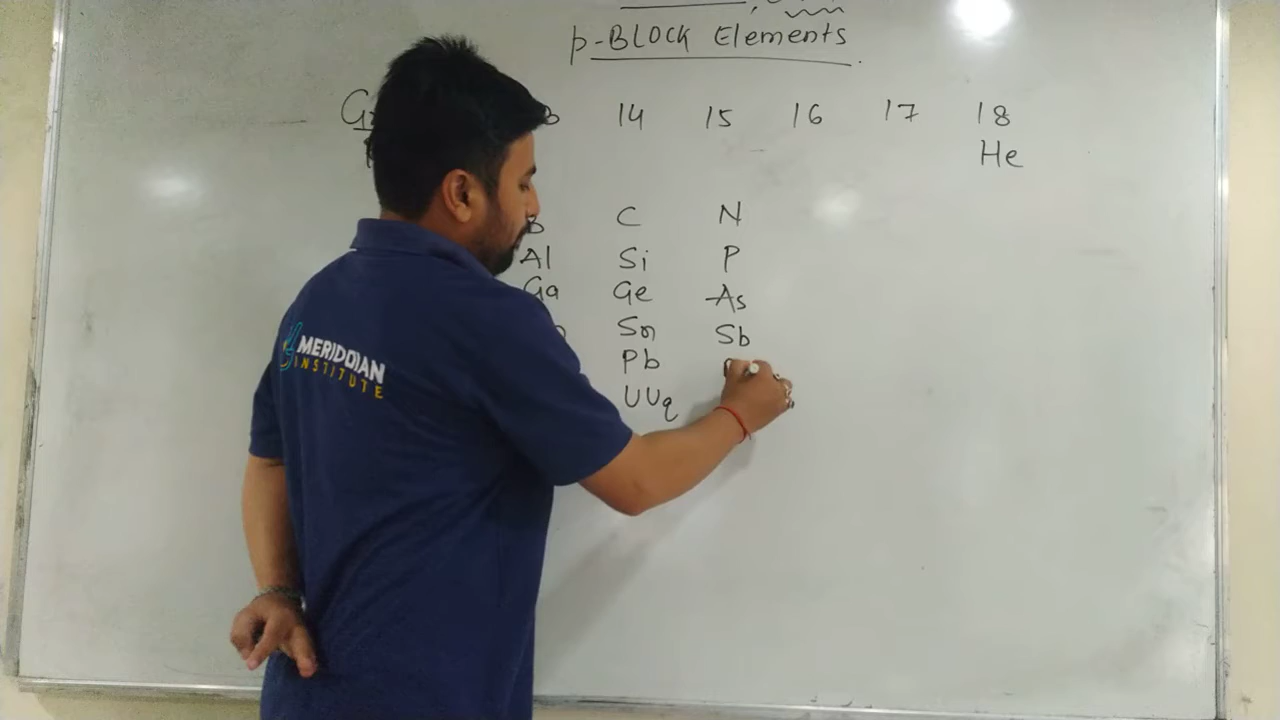 p-BLOCK Elements.
14 15 16 17 18
He
B C N
Al Si P
Ga Ge As
Sn Sb
Pb
UUq
MERIDDIAN
INSTITUTE